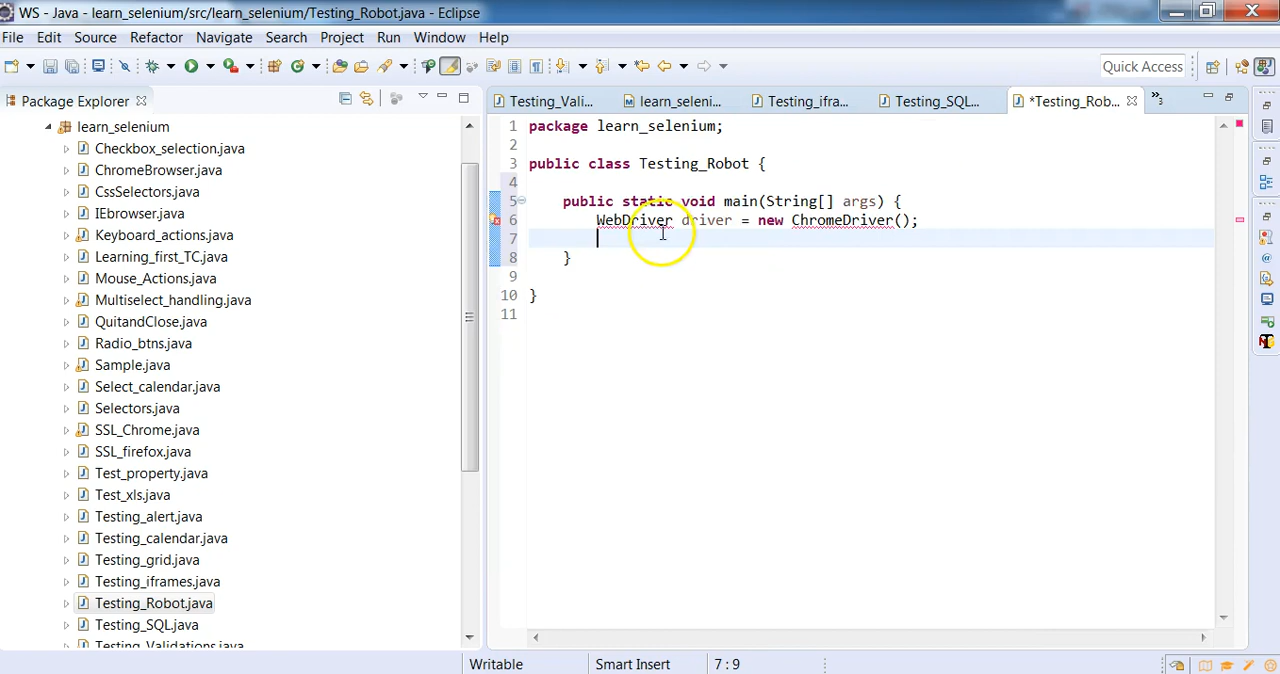 WS - Java - learn_selenium/src/learn_selenium/Testing_Robot.java - Eclipse
File Edit Source Refactor Navigate Search Project Run Window Help
Quick Access
Package Explorer
Testing_Vali... learn_seleni... Testing_ifra... Testing_SQL... *Testing_Rob... »3
learn_selenium
Checkbox_selection.java
ChromeBrowser.java
CssSelectors.java
IEbrowser.java
Keyboard_actions.java
Learning_first_TC.java
Mouse_Actions.java
Multiselect_handling.java
QuitandClose.java
Radio_btns.java
Sample.java
Select_calendar.java
Selectors.java
SSL_Chrome.java
SSL_firefox.java
Test_property.java
Test_xls.java
Testing_alert.java
Testing_calendar.java
Testing_grid.java
Testing_iframes.java
Testing_Robot.java
Testing_SQL.java
Testing_Validations.java
1 package learn_selenium;
2
3 public class Testing_Robot {
4
5 public static void main(String[] args) {
6 WebDriver driver = new ChromeDriver();
7
8 }
9
10 }
11
Writable Smart Insert 7 : 9